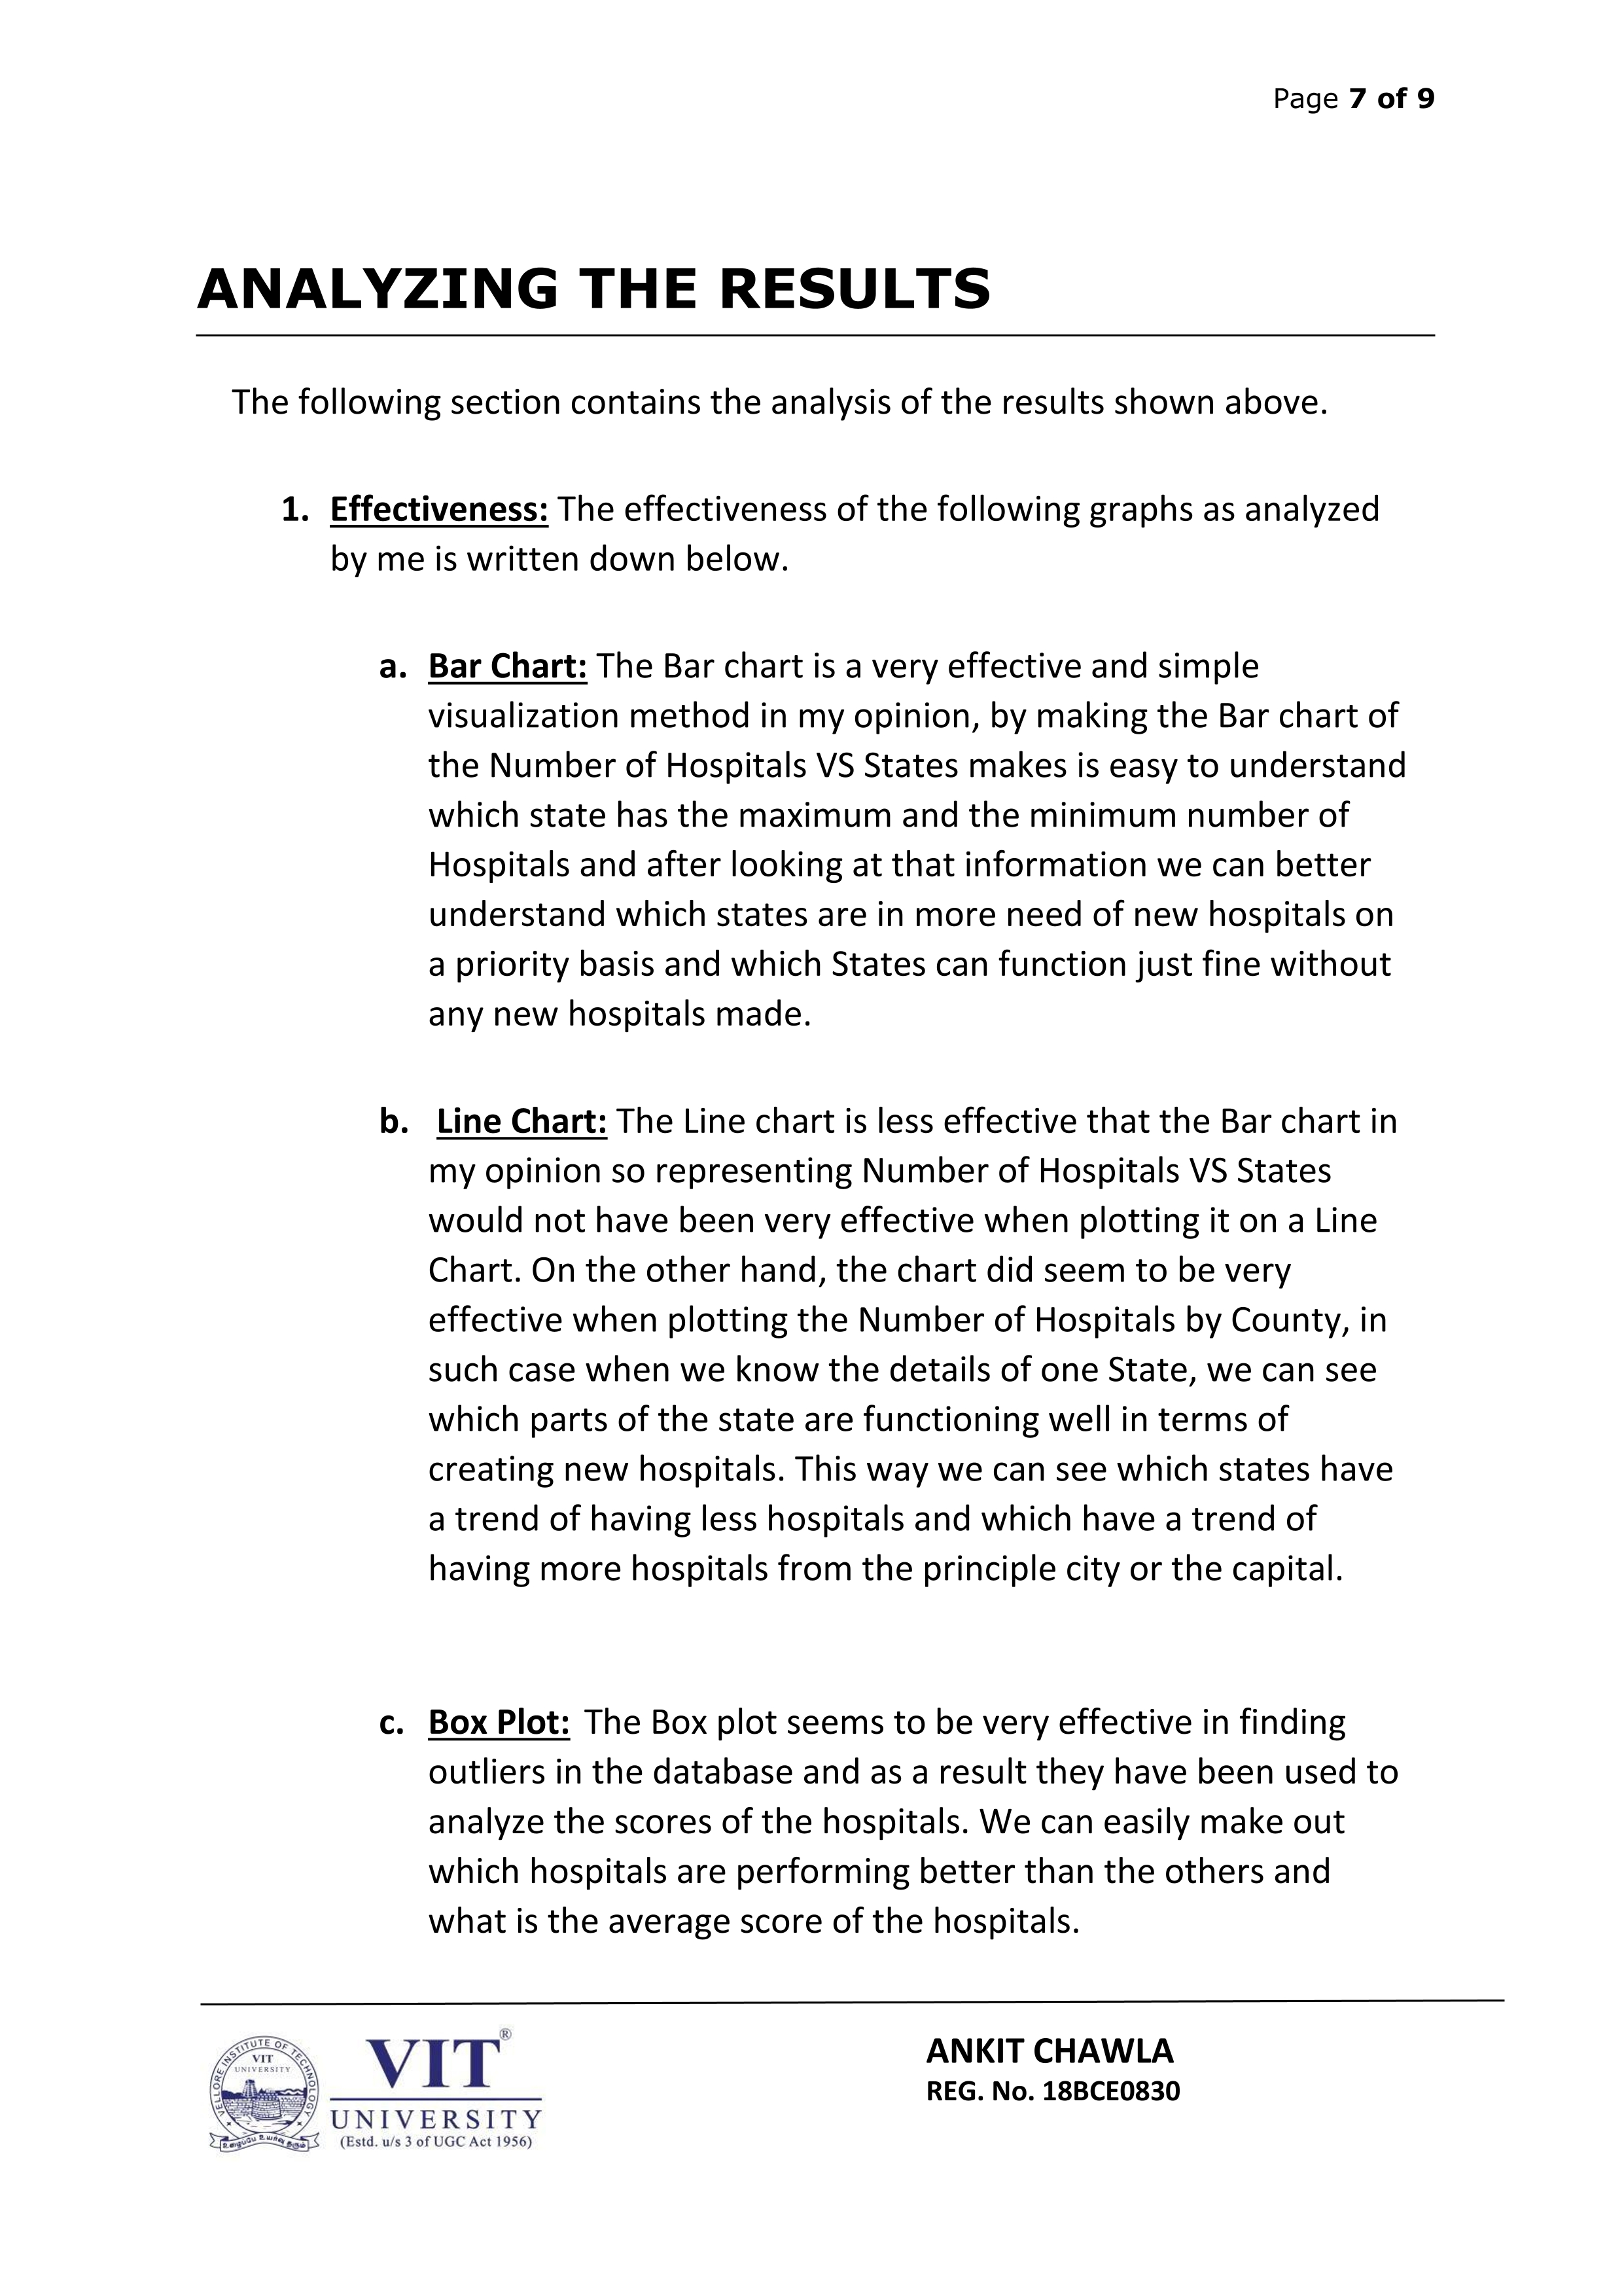 Page 7 of 9
ANALYZING THE RESULTS
The following section contains the analysis of the results shown above.
1. Effectiveness: The effectiveness of the following graphs as analyzed
by me is written down below.
a. Bar Chart: The Bar chart is a very effective and simple
visualization method in my opinion, by making the Bar chart of
the Number of Hospitals VS States makes is easy to understand
which state has the maximum and the minimum number of
Hospitals and after looking at that information we can better
understand which states are in more need of new hospitals on
a priority basis and which States can function just fine without
any new hospitals made.
b. Line Chart: The Line chart is less effective that the Bar chart in
my opinion so representing Number of Hospitals VS States
would not have been very effective when plotting it on a Line
Chart. On the other hand, the chart did seem to be very
effective when plotting the Number of Hospitals by County, in
such case when we know the details of one State, we can see
which parts of the state are functioning well in terms of
creating new hospitals. This way we can see which states have
a trend of having less hospitals and which have a trend of
having more hospitals from the principle city or the capital.
c. Box Plot: The Box plot seems to be very effective in finding
outliers in the database and as a result they have been used to
analyze the scores of the hospitals. We can easily make out
which hospitals are performing better than the others and
what is the average score of the hospitals.
VELLORE INSTITUTE OF TECHNOLOGY
VIT
UNIVERSITY
VIT®
UNIVERSITY
(Estd. u/s 3 of UGC Act 1956)
ANKIT CHAWLA
REG. No. 18BCE0830